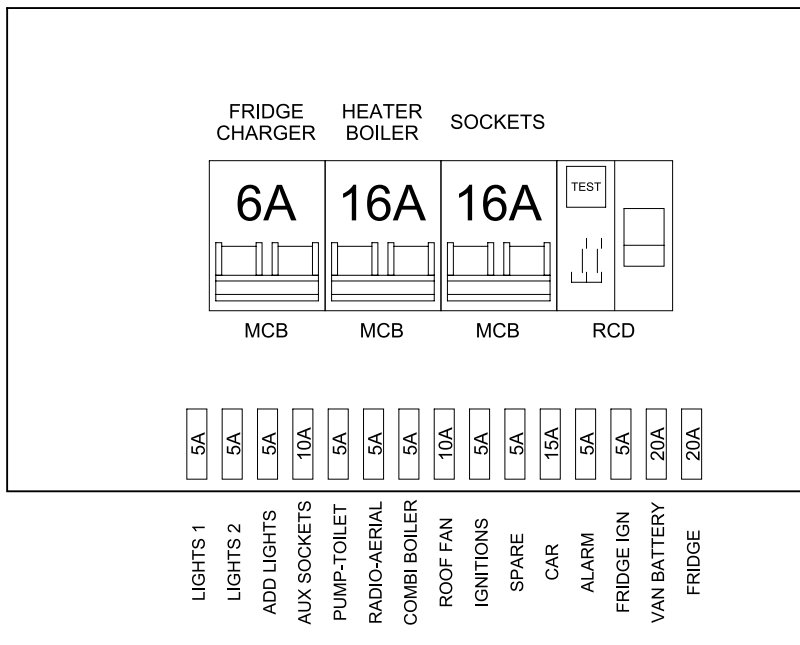 FRIDGE
CHARGER
HEATER
BOILER
SOCKETS
6A
16A
16A
TEST
MCB
MCB
MCB
RCD
5A
5A
5A
10A
5A
5A
5A
10A
5A
5A
15A
5A
5A
20A
20A
LIGHTS 1
LIGHTS 2
ADD LIGHTS
AUX SOCKETS
PUMP-TOILET
RADIO-AERIAL
COMBI BOILER
ROOF FAN
IGNITIONS
SPARE
CAR
ALARM
FRIDGE IGN
VAN BATTERY
FRIDGE